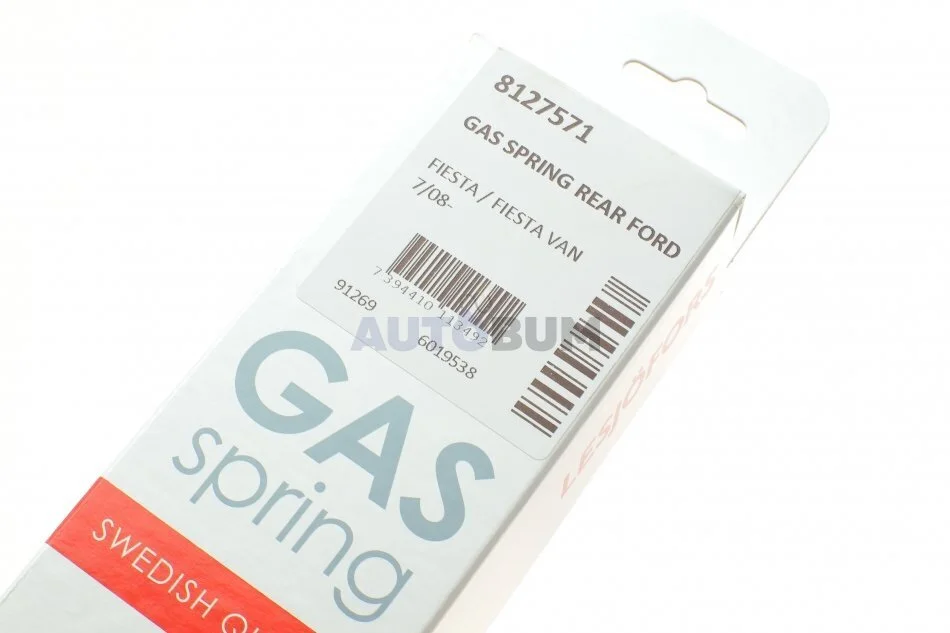 8127571
GAS SPRING REAR FORD
FIESTA / FIESTA VAN
7/08-
7 394410 113492
91269
6019538
AUTOBUM
GAS
spring
SWEDISH
LESJÖFORS